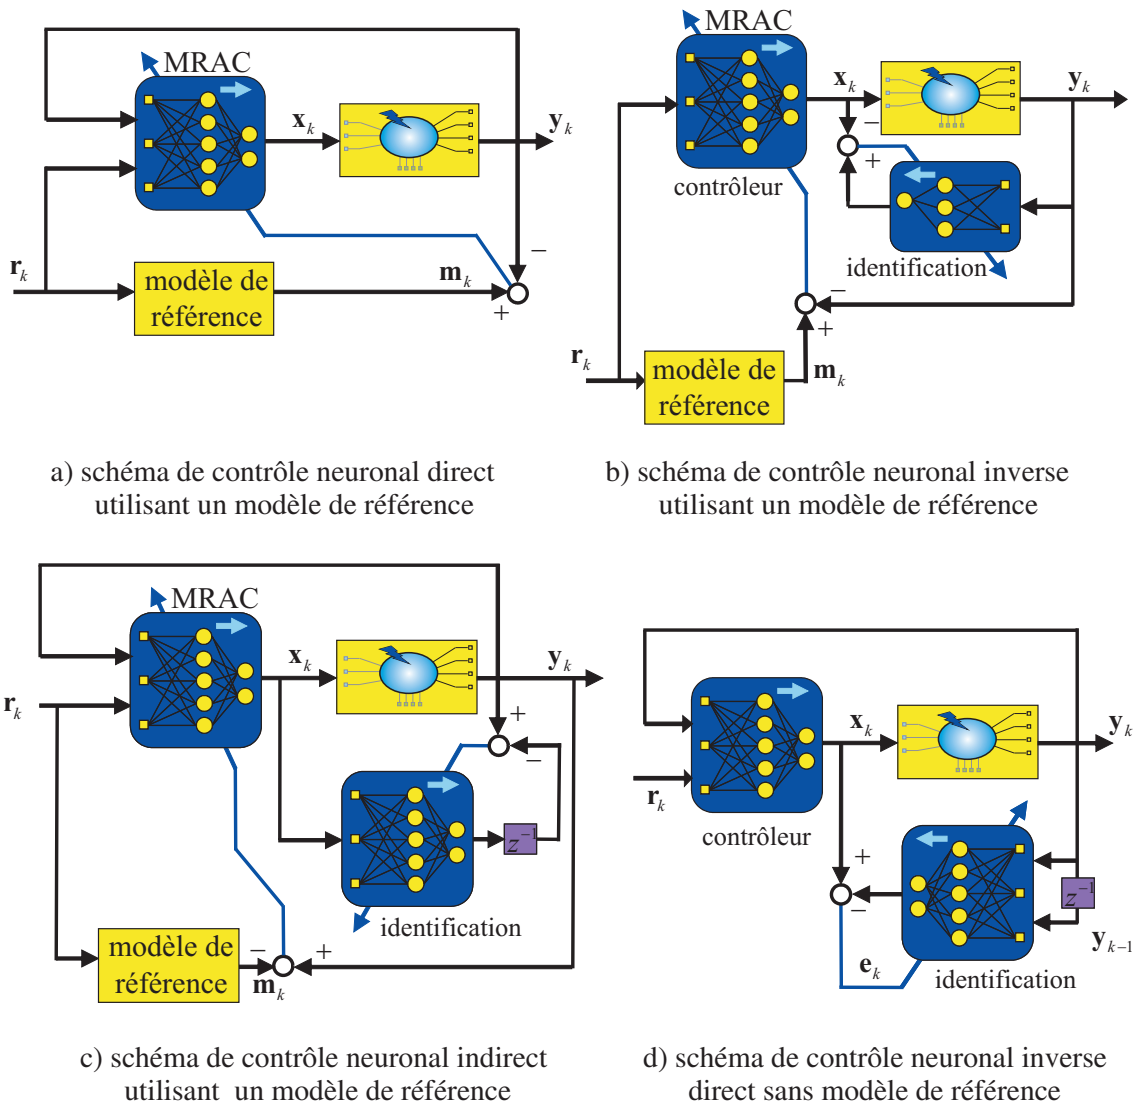 MRAC
x_k
y_k
−
r_k
modèle de
référence
m_k
+
a) schéma de contrôle neuronal direct
utilisant un modèle de référence
MRAC
contrôleur
x_k
y_k
−
+
identification
−
+
r_k
modèle de
référence
m_k
b) schéma de contrôle neuronal inverse
utilisant un modèle de référence
MRAC
x_k
y_k
r_k
+
−
z⁻¹
identification
modèle de
référence
−
+
m_k
c) schéma de contrôle neuronal indirect
utilisant un modèle de référence
x_k
y_k
r_k
contrôleur
+
−
z⁻¹
y_{k−1}
e_k
identification
d) schéma de contrôle neuronal inverse
direct sans modèle de référence